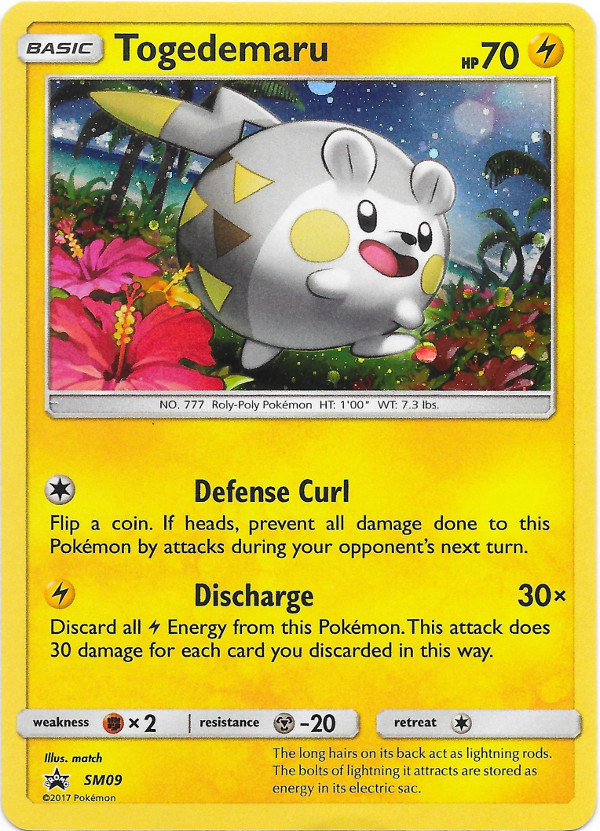 BASIC Togedemaru HP70
NO. 777 Roly-Poly Pokémon HT: 1'00" WT: 7.3 lbs.
Defense Curl
Flip a coin. If heads, prevent all damage done to this
Pokémon by attacks during your opponent's next turn.
Discharge 30×
Discard all Energy from this Pokémon. This attack does
30 damage for each card you discarded in this way.
weakness ×2 resistance -20 retreat
Illus. match
PROMO SM09
©2017 Pokémon
The long hairs on its back act as lightning rods.
The bolts of lightning it attracts are stored as
energy in its electric sac.